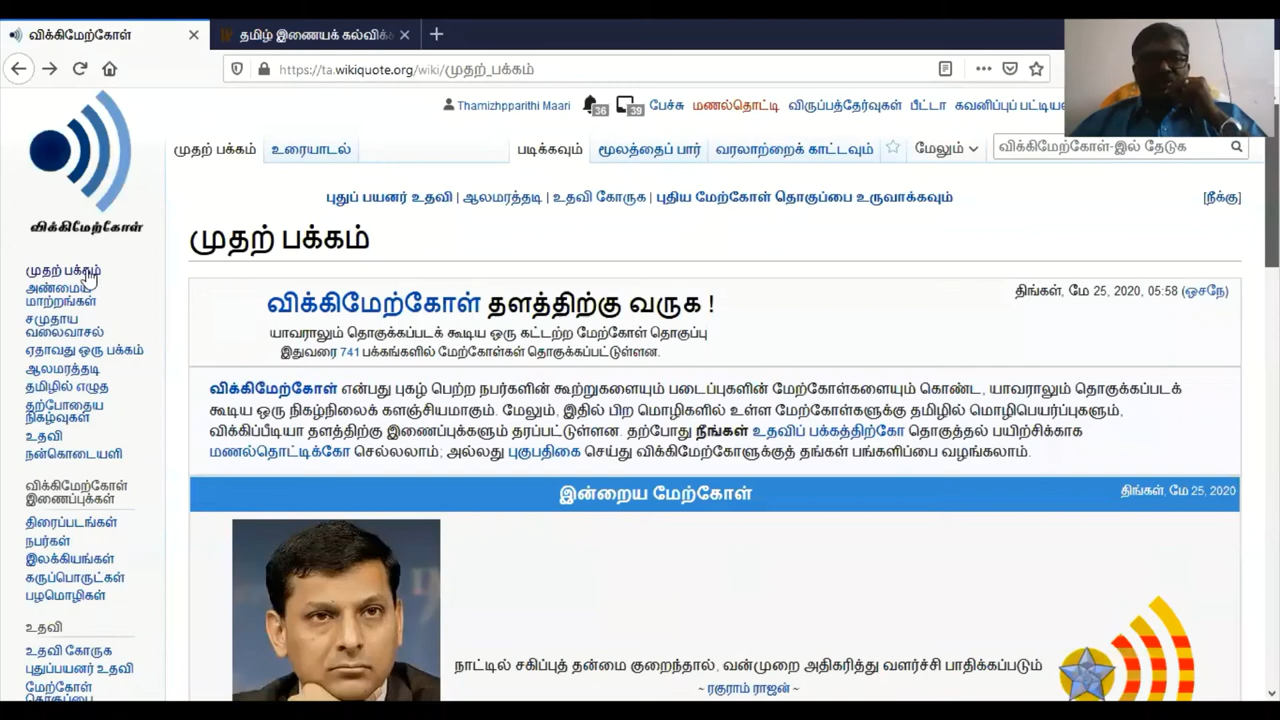 விக்கிமேற்கோள்
தமிழ் இணையக் கல்விக்
https://ta.wikiquote.org/wiki/முதற்_பக்கம்
Thamizhpparithi Maari 36 39 பேச்சு மணல்தொட்டி விருப்பத்தேர்வுகள் பீட்டா கவனிப்புப் பட்டிய
முதற் பக்கம் உரையாடல் படிக்கவும் மூலத்தைப் பார் வரலாற்றைக் காட்டவும் மேலும் விக்கிமேற்கோள்-இல் தேடுக
புதுப் பயனர் உதவி | ஆலமரத்தடி | உதவி கோருக | புதிய மேற்கோள் தொகுப்பை உருவாக்கவும் [நீக்கு]
விக்கிமேற்கோள்
முதற் பக்கம்
அண்மைய
மாற்றங்கள்
சமுதாய
வலைவாசல்
ஏதாவது ஒரு பக்கம்
ஆலமரத்தடி
தமிழில் எழுத
தற்போதைய
நிகழ்வுகள்
உதவி
நன்கொடையளி
விக்கிமேற்கோள்
இணைப்புக்கள்
திரைப்படங்கள்
நபர்கள்
இலக்கியங்கள்
கருப்பொருட்கள்
பழமொழிகள்
உதவி
உதவி கோருக
புதுப்பயனர் உதவி
மேற்கோள்
தொகுப்பை
முதற் பக்கம்
திங்கள், மே 25, 2020, 05:58 (ஒசநே)
விக்கிமேற்கோள் தளத்திற்கு வருக !
யாவராலும் தொகுக்கப்படக் கூடிய ஒரு கட்டற்ற மேற்கோள் தொகுப்பு
இதுவரை 741 பக்கங்களில் மேற்கோள்கள் தொகுக்கப்பட்டுள்ளன.
விக்கிமேற்கோள் என்பது புகழ் பெற்ற நபர்களின் கூற்றுகளையும் படைப்புகளின் மேற்கோள்களையும் கொண்ட, யாவராலும் தொகுக்கப்படக்
கூடிய ஒரு நிகழ்நிலைக் களஞ்சியமாகும். மேலும், இதில் பிற மொழிகளில் உள்ள மேற்கோள்களுக்கு தமிழில் மொழிபெயர்ப்புகளும்,
விக்கிப்பீடியா தளத்திற்கு இணைப்புக்களும் தரப்பட்டுள்ளன. தற்போது நீங்கள் உதவிப் பக்கத்திற்கோ தொகுத்தல் பயிற்சிக்காக
மணல்தொட்டிக்கோ செல்லலாம்; அல்லது புகுபதிகை செய்து விக்கிமேற்கோளுக்குத் தங்கள் பங்களிப்பை வழங்கலாம்.
இன்றைய மேற்கோள் திங்கள், மே 25, 2020
நாட்டில் சகிப்புத் தன்மை குறைந்தால், வன்முறை அதிகரித்து வளர்ச்சி பாதிக்கப்படும்
~ ரகுராம் ராஜன் ~